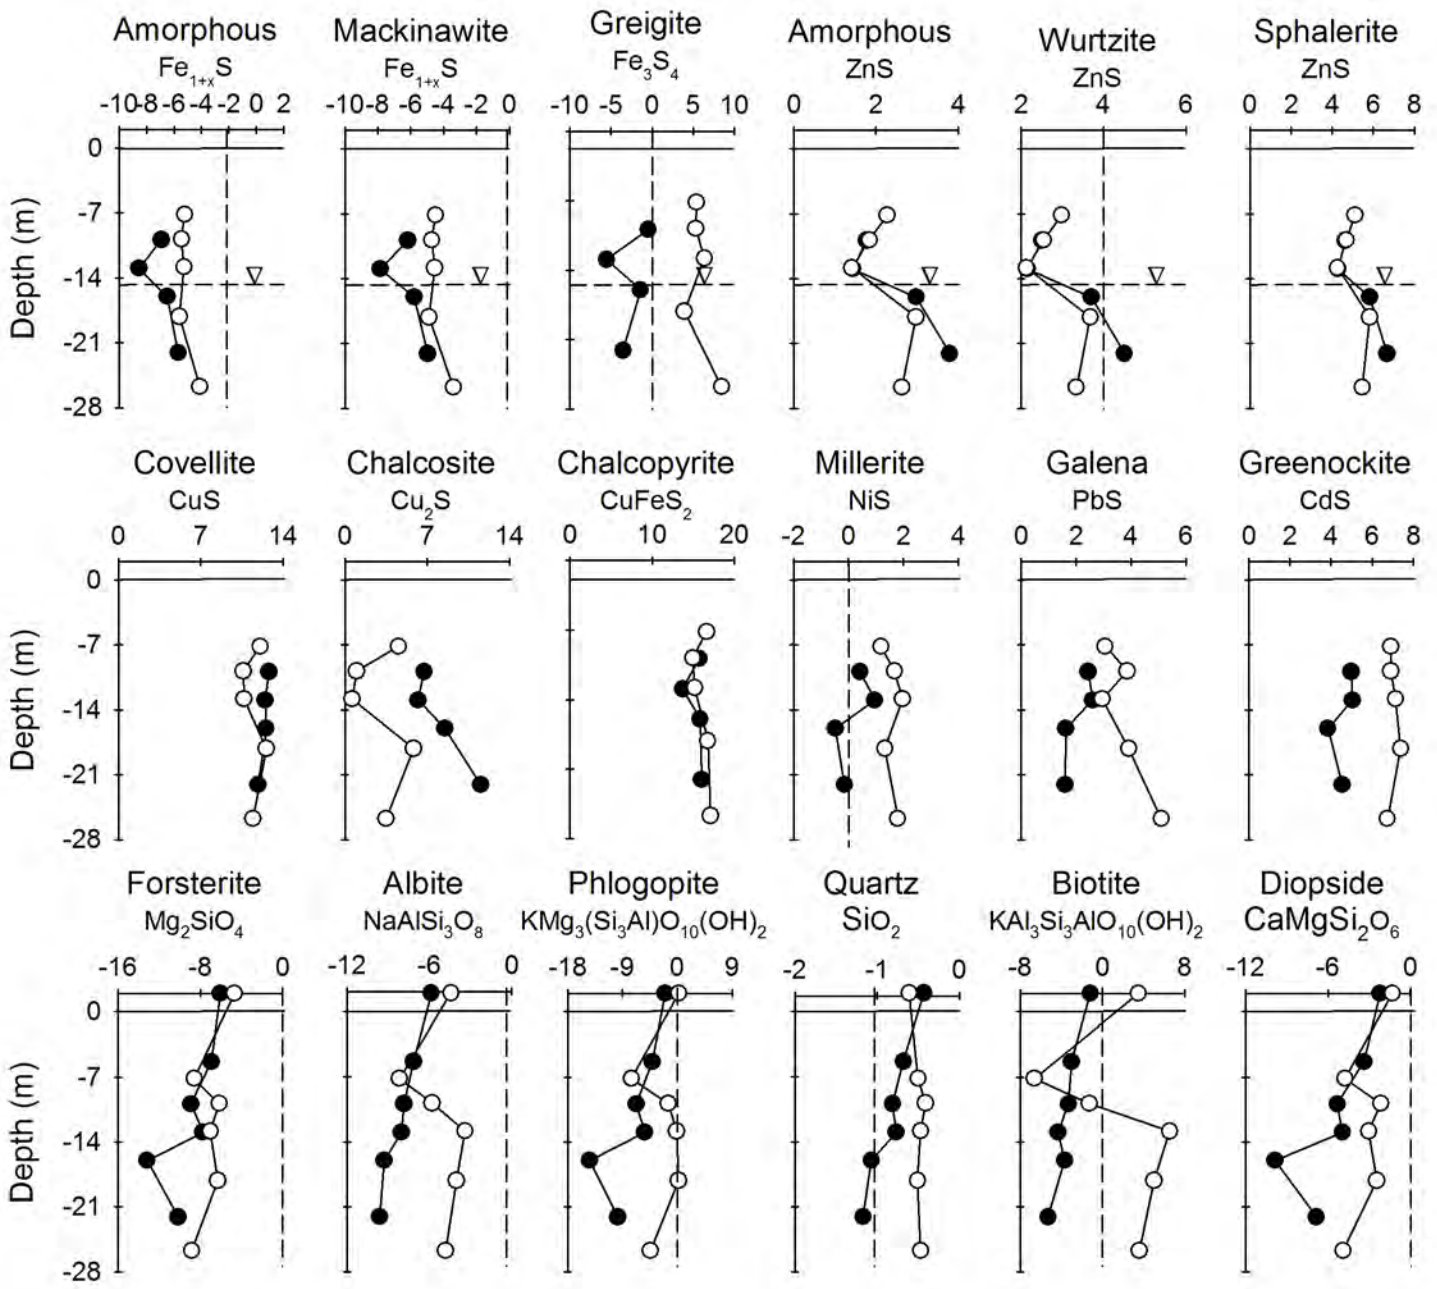 Amorphous Mackinawite Greigite Amorphous Wurtzite Sphalerite
Fe1+xS Fe1+xS Fe3S4 ZnS ZnS ZnS
-10 -8 -6 -4 -2 0 2 -10 -8 -6 -4 -2 0 -10 -5 0 5 10 0 2 4 2 4 6 0 2 4 6 8
0
-7
-14
-21
-28
Depth (m)
Covellite Chalcosite Chalcopyrite Millerite Galena Greenockite
CuS Cu2S CuFeS2 NiS PbS CdS
0 7 14 0 7 14 0 10 20 -2 0 2 4 0 2 4 6 0 2 4 6 8
0
-7
-14
-21
-28
Depth (m)
Forsterite Albite Phlogopite Quartz Biotite Diopside
Mg2SiO4 NaAlSi3O8 KMg3(Si3Al)O10(OH)2 SiO2 KAl3Si3AlO10(OH)2 CaMgSi2O6
-16 -8 0 -12 -6 0 -18 -9 0 9 -2 -1 0 -8 0 8 -12 -6 0
0
-7
-14
-21
-28
Depth (m)